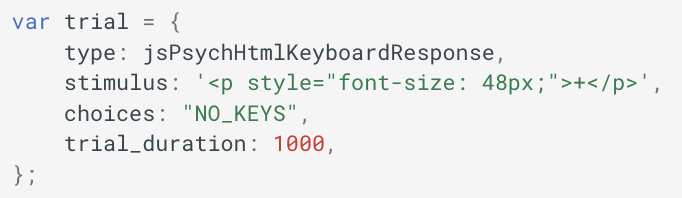 var trial = {
    type: jsPsychHtmlKeyboardResponse,
    stimulus: '<p style="font-size: 48px;">+</p>',
    choices: "NO_KEYS",
    trial_duration: 1000,
};